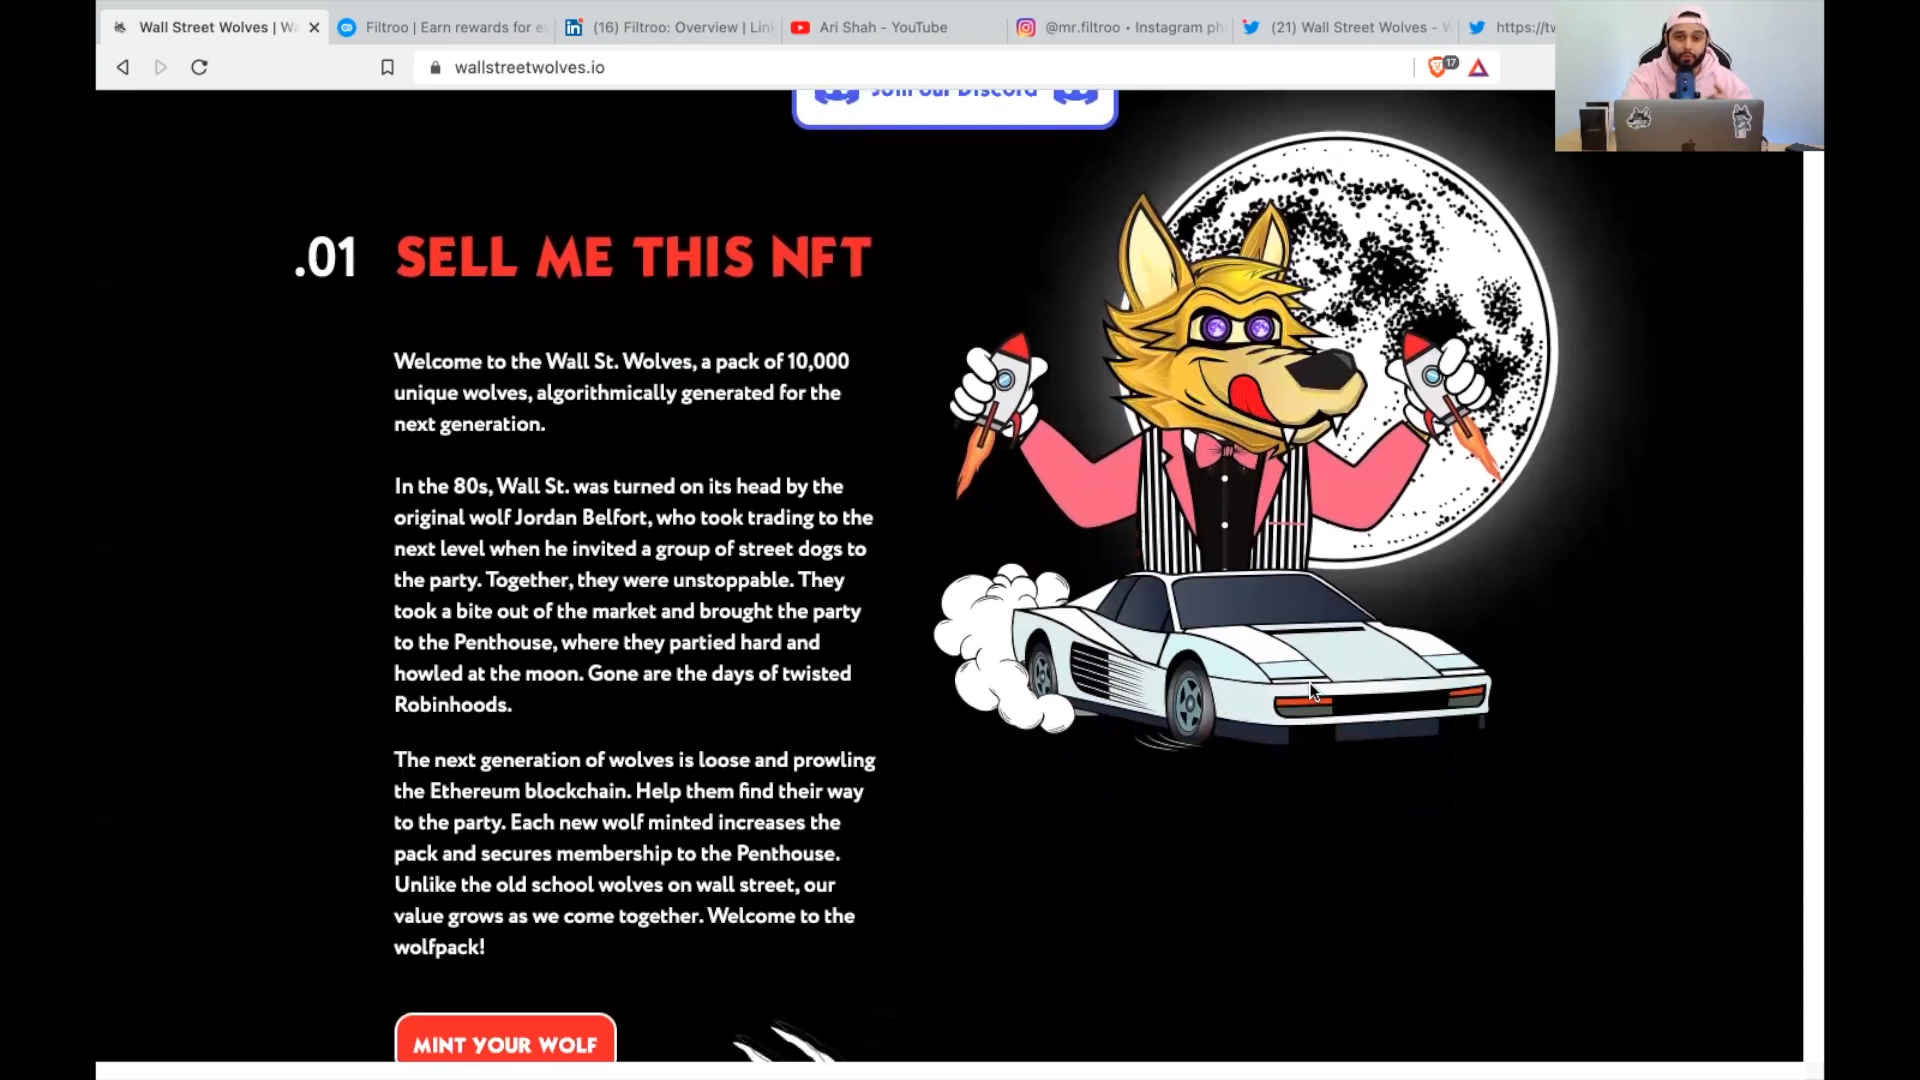 Wall Street Wolves | Wa
Filtroo | Earn rewards for ev
(16) Filtroo: Overview | Link
Ari Shah - YouTube
@mr.filtroo • Instagram ph
(21) Wall Street Wolves - W
https://tw
wallstreetwolves.io
17
Join our Discord
.01 SELL ME THIS NFT
Welcome to the Wall St. Wolves, a pack of 10,000
unique wolves, algorithmically generated for the
next generation.
In the 80s, Wall St. was turned on its head by the
original wolf Jordan Belfort, who took trading to the
next level when he invited a group of street dogs to
the party. Together, they were unstoppable. They
took a bite out of the market and brought the party
to the Penthouse, where they partied hard and
howled at the moon. Gone are the days of twisted
Robinhoods.
The next generation of wolves is loose and prowling
the Ethereum blockchain. Help them find their way
to the party. Each new wolf minted increases the
pack and secures membership to the Penthouse.
Unlike the old school wolves on wall street, our
value grows as we come together. Welcome to the
wolfpack!
MINT YOUR WOLF